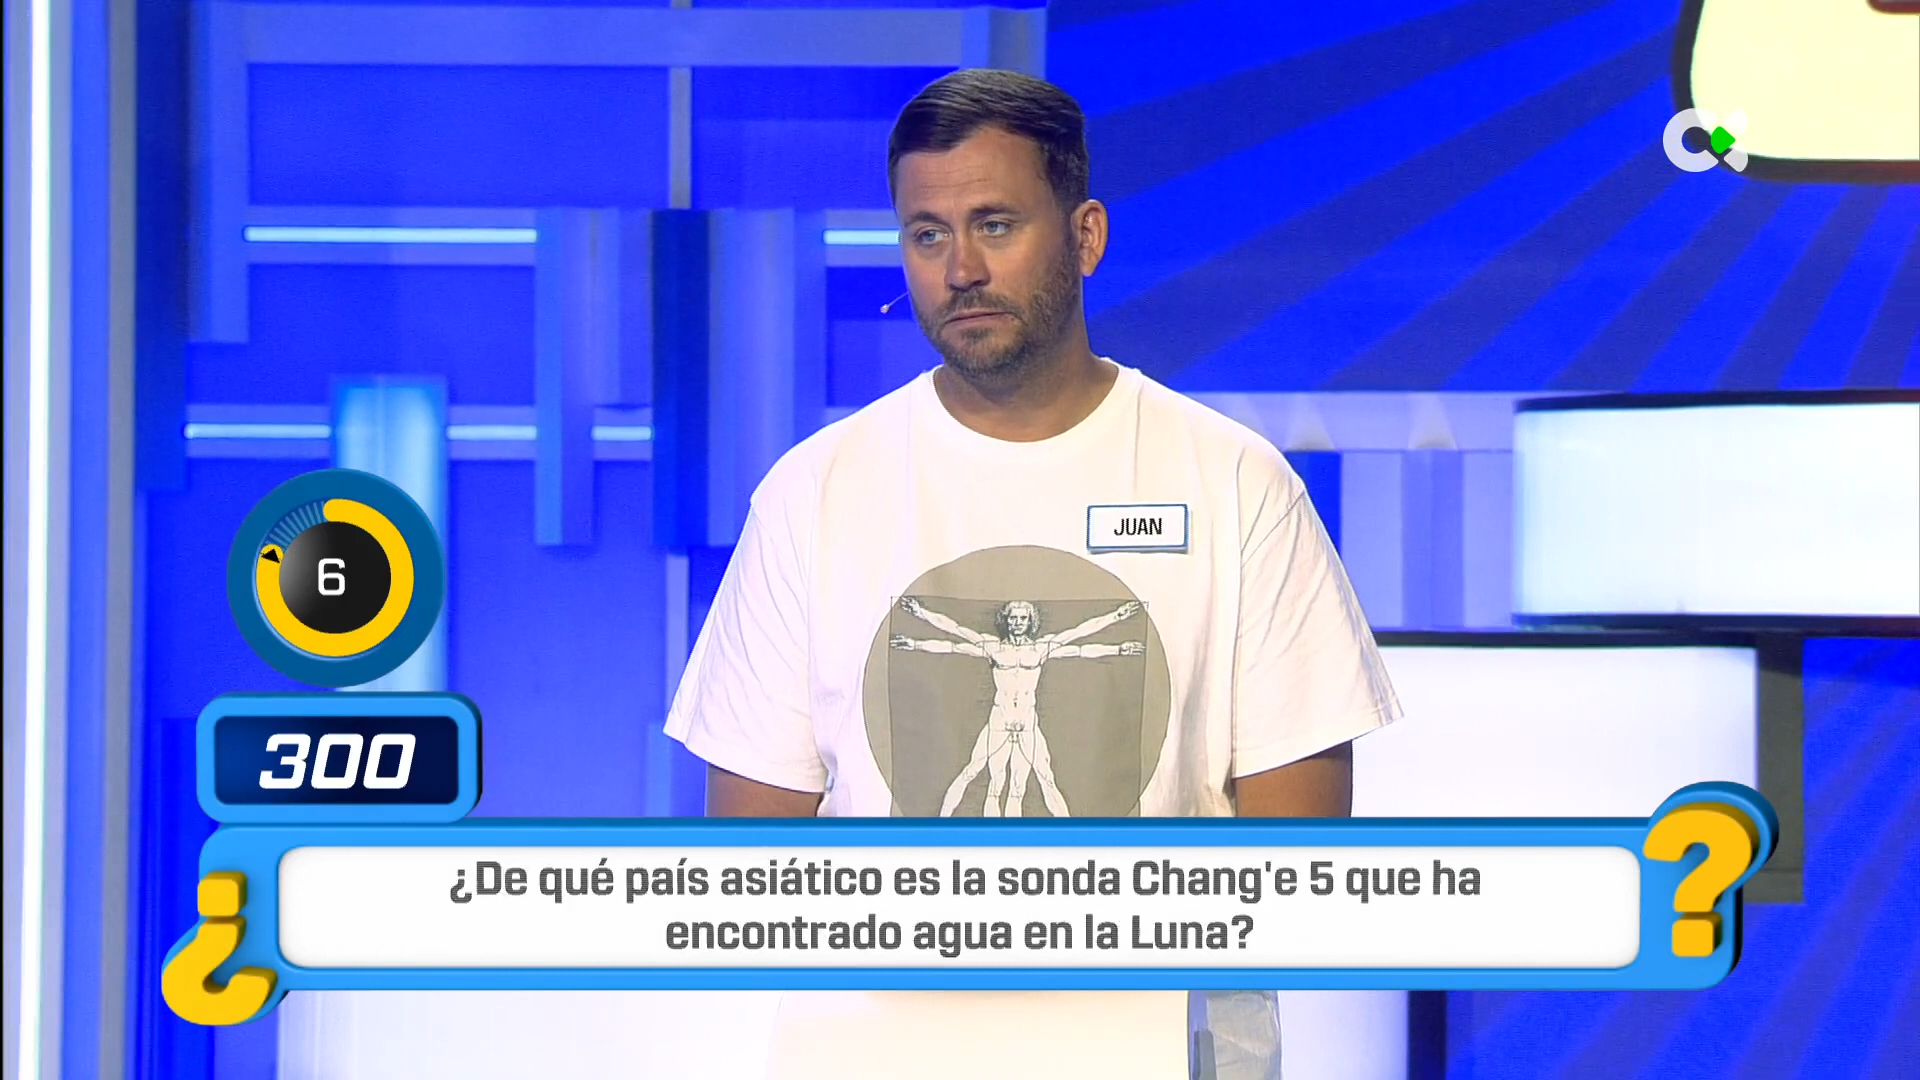 JUAN
6
300
¿De qué país asiático es la sonda Chang'e 5 que ha
encontrado agua en la Luna?